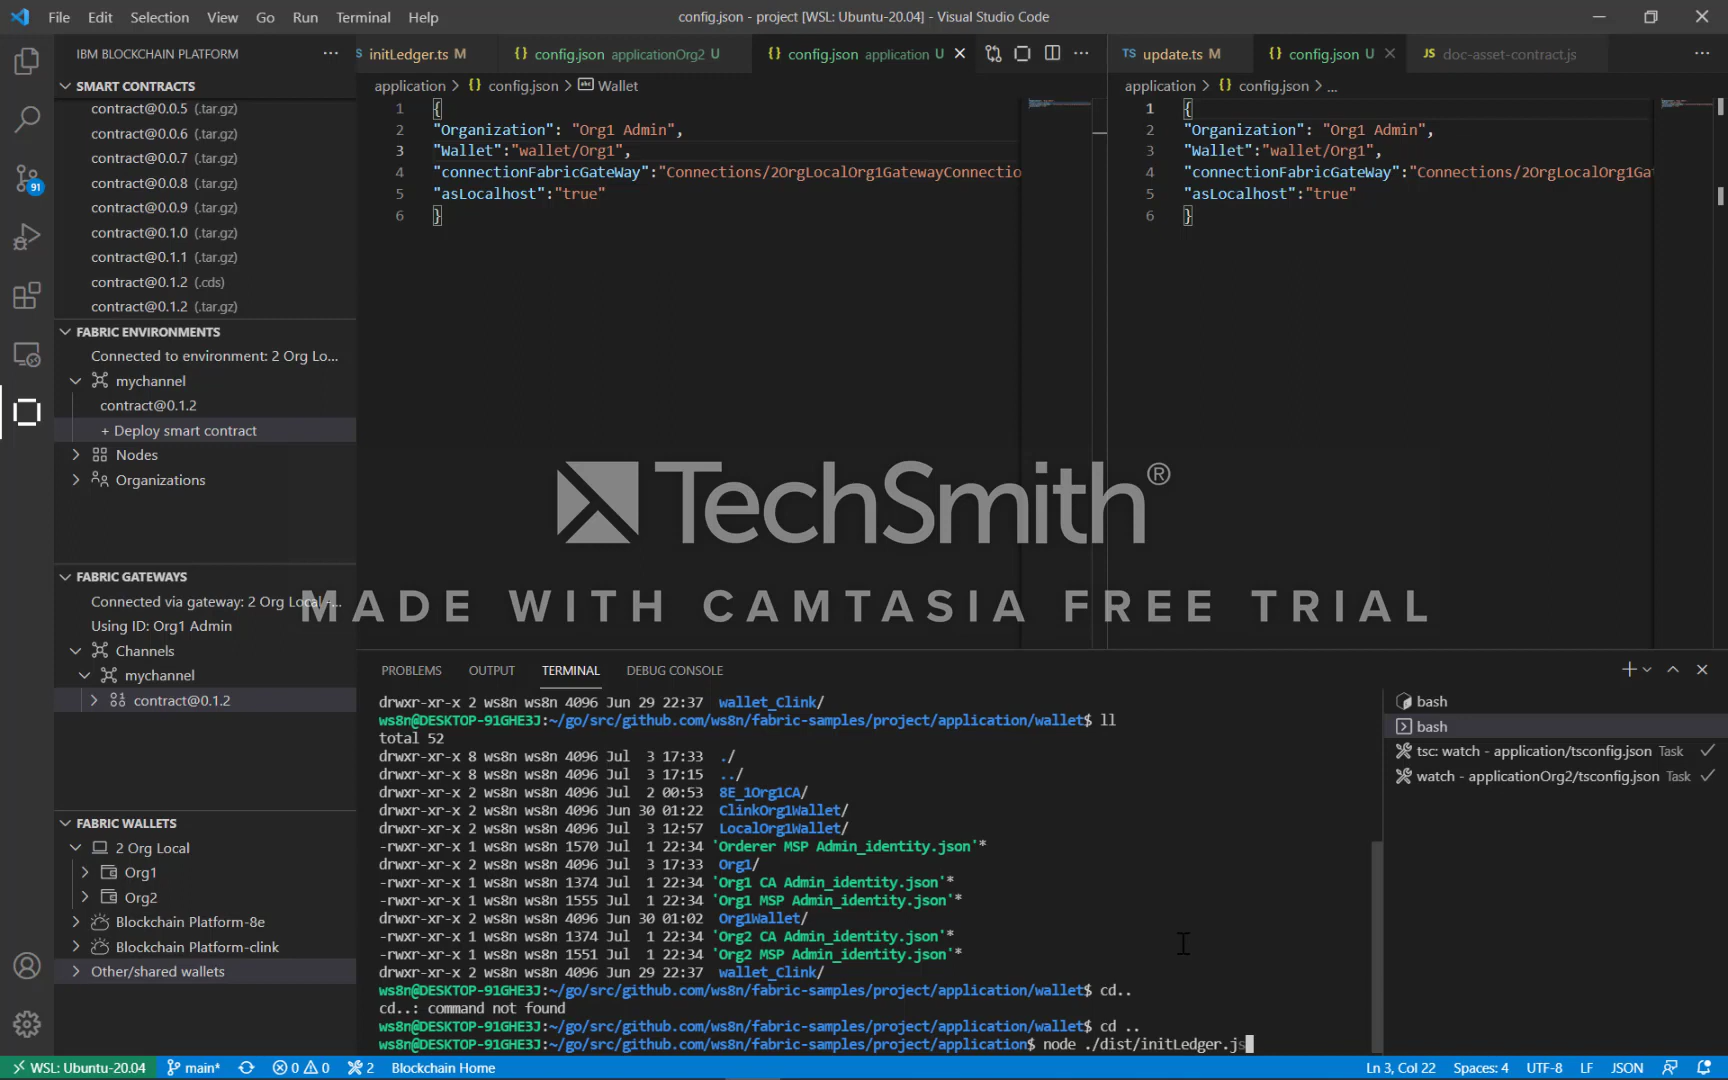 File Edit Selection View Go Run Terminal Help
config.json - project [WSL: Ubuntu-20.04] - Visual Studio Code
IBM BLOCKCHAIN PLATFORM ...
SMART CONTRACTS
contract@0.0.5 (.tar.gz)
contract@0.0.6 (.tar.gz)
contract@0.0.7 (.tar.gz)
contract@0.0.8 (.tar.gz)
contract@0.0.9 (.tar.gz)
contract@0.1.0 (.tar.gz)
contract@0.1.1 (.tar.gz)
contract@0.1.2 (.cds)
contract@0.1.2 (.tar.gz)
FABRIC ENVIRONMENTS
Connected to environment: 2 Org Lo...
mychannel
contract@0.1.2
+ Deploy smart contract
Nodes
Organizations
FABRIC GATEWAYS
Connected via gateway: 2 Org Local -...
Using ID: Org1 Admin
Channels
mychannel
contract@0.1.2
FABRIC WALLETS
2 Org Local
Org1
Org2
Blockchain Platform-8e
Blockchain Platform-clink
Other/shared wallets
91
TS initLedger.ts M
{} config.json applicationOrg2 U
{} config.json application U
application > {} config.json > abc Wallet
1 {
2 "Organization": "Org1 Admin",
3 "Wallet":"wallet/Org1",
4 "connectionFabricGateWay":"Connections/2OrgLocalOrg1GatewayConnectio
5 "asLocalhost":"true"
6 }
TS update.ts M
{} config.json U
JS doc-asset-contract.js
application > {} config.json > ...
1 {
2 "Organization": "Org1 Admin",
3 "Wallet":"wallet/Org1",
4 "connectionFabricGateWay":"Connections/2OrgLocalOrg1Ga
5 "asLocalhost":"true"
6 }
TechSmith®
MADE WITH CAMTASIA FREE TRIAL
PROBLEMS OUTPUT TERMINAL DEBUG CONSOLE
drwxr-xr-x 2 ws8n ws8n 4096 Jun 29 22:37 wallet_Clink/
ws8n@DESKTOP-91GHE3J:~/go/src/github.com/ws8n/fabric-samples/project/application/wallet$ ll
total 52
drwxr-xr-x 8 ws8n ws8n 4096 Jul 3 17:33 ./
drwxr-xr-x 8 ws8n ws8n 4096 Jul 3 17:15 ../
drwxr-xr-x 2 ws8n ws8n 4096 Jul 2 00:53 8E_1Org1CA/
drwxr-xr-x 2 ws8n ws8n 4096 Jun 30 01:22 ClinkOrg1Wallet/
drwxr-xr-x 2 ws8n ws8n 4096 Jul 3 12:57 LocalOrg1Wallet/
-rwxr-xr-x 1 ws8n ws8n 1570 Jul 1 22:34 'Orderer MSP Admin_identity.json'*
drwxr-xr-x 2 ws8n ws8n 4096 Jul 3 17:33 Org1/
-rwxr-xr-x 1 ws8n ws8n 1374 Jul 1 22:34 'Org1 CA Admin_identity.json'*
-rwxr-xr-x 1 ws8n ws8n 1555 Jul 1 22:34 'Org1 MSP Admin_identity.json'*
drwxr-xr-x 2 ws8n ws8n 4096 Jun 30 01:02 Org1Wallet/
-rwxr-xr-x 1 ws8n ws8n 1374 Jul 1 22:34 'Org2 CA Admin_identity.json'*
-rwxr-xr-x 1 ws8n ws8n 1551 Jul 1 22:34 'Org2 MSP Admin_identity.json'*
drwxr-xr-x 2 ws8n ws8n 4096 Jun 29 22:37 wallet_Clink/
ws8n@DESKTOP-91GHE3J:~/go/src/github.com/ws8n/fabric-samples/project/application/wallet$ cd..
cd..: command not found
ws8n@DESKTOP-91GHE3J:~/go/src/github.com/ws8n/fabric-samples/project/application/wallet$ cd ..
ws8n@DESKTOP-91GHE3J:~/go/src/github.com/ws8n/fabric-samples/project/application$ node ./dist/initLedger.js
bash
bash
tsc: watch - application/tsconfig.json Task
watch - applicationOrg2/tsconfig.json Task
WSL: Ubuntu-20.04 main* 0 0 2 Blockchain Home
Ln 3, Col 22 Spaces: 4 UTF-8 LF JSON